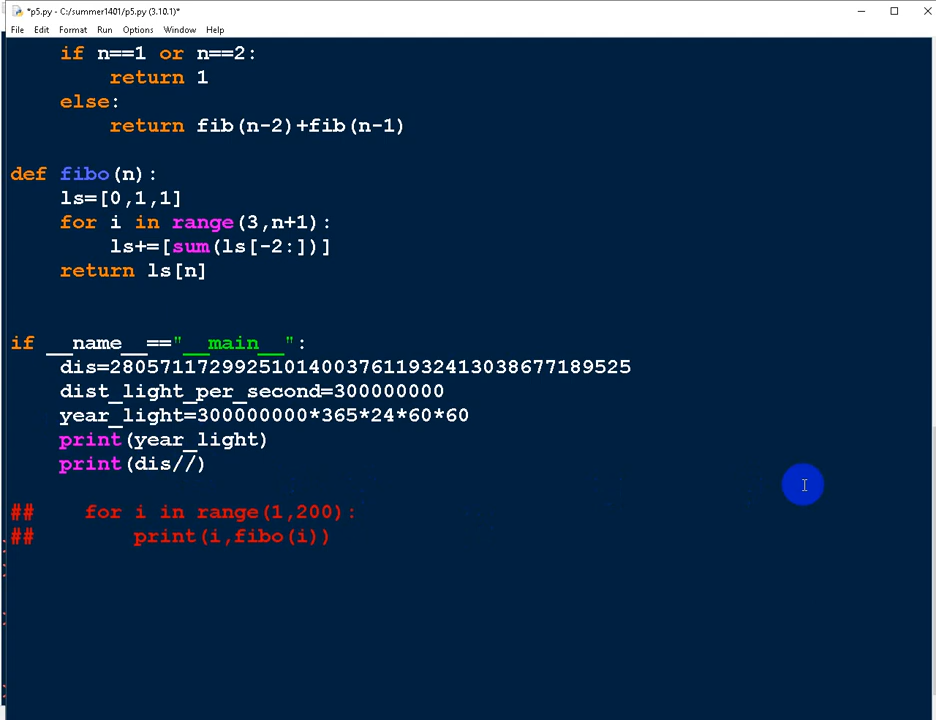 *p5.py - C:/summer1401/p5.py (3.10.1)*
File Edit Format Run Options Window Help
    if n==1 or n==2:
        return 1
    else:
        return fib(n-2)+fib(n-1)
def fibo(n):
    ls=[0,1,1]
    for i in range(3,n+1):
        ls+=[sum(ls[-2:])]
    return ls[n]
if __name__=="__main__":
    dis=280571172992510140037611932413038677189525
    dist_light_per_second=300000000
    year_light=300000000*365*24*60*60
    print(year_light)
    print(dis//)
##    for i in range(1,200):
##        print(i,fibo(i))